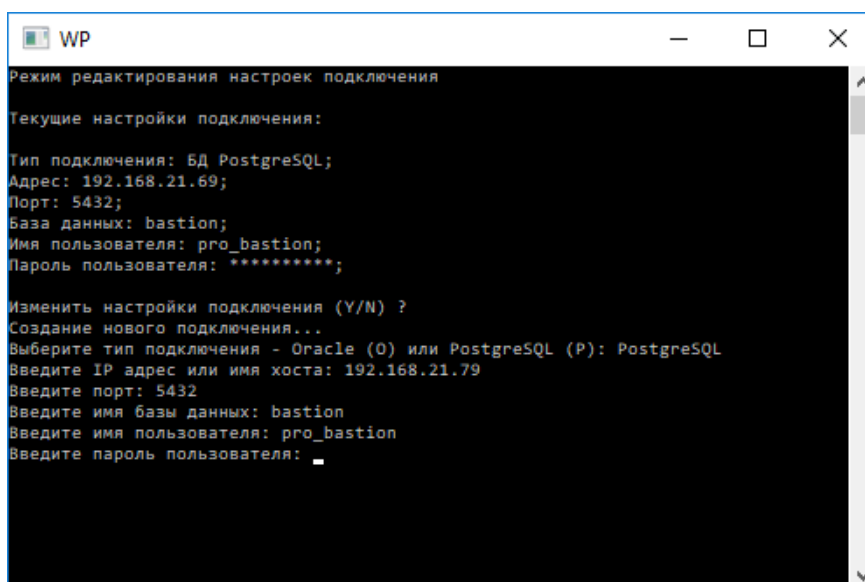 WP
Режим редактирования настроек подключения
Текущие настройки подключения:
Тип подключения: БД PostgreSQL;
Адрес: 192.168.21.69;
Порт: 5432;
База данных: bastion;
Имя пользователя: pro_bastion;
Пароль пользователя: **********;
Изменить настройки подключения (Y/N) ?
Создание нового подключения...
Выберите тип подключения - Oracle (O) или PostgreSQL (P): PostgreSQL
Введите IP адрес или имя хоста: 192.168.21.79
Введите порт: 5432
Введите имя базы данных: bastion
Введите имя пользователя: pro_bastion
Введите пароль пользователя: